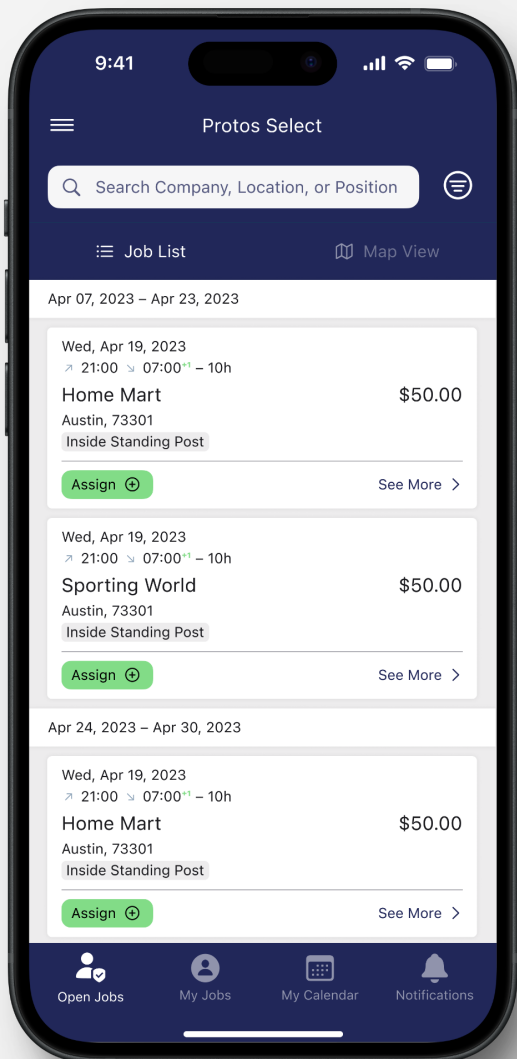 9:41
Protos Select
Search Company, Location, or Position
Job List
Map View
Apr 07, 2023 – Apr 23, 2023
Wed, Apr 19, 2023
21:00 07:00+1 – 10h
Home Mart $50.00
Austin, 73301
Inside Standing Post
Assign See More
Wed, Apr 19, 2023
21:00 07:00+1 – 10h
Sporting World $50.00
Austin, 73301
Inside Standing Post
Assign See More
Apr 24, 2023 – Apr 30, 2023
Wed, Apr 19, 2023
21:00 07:00+1 – 10h
Home Mart $50.00
Austin, 73301
Inside Standing Post
Assign See More
Open Jobs My Jobs My Calendar Notifications